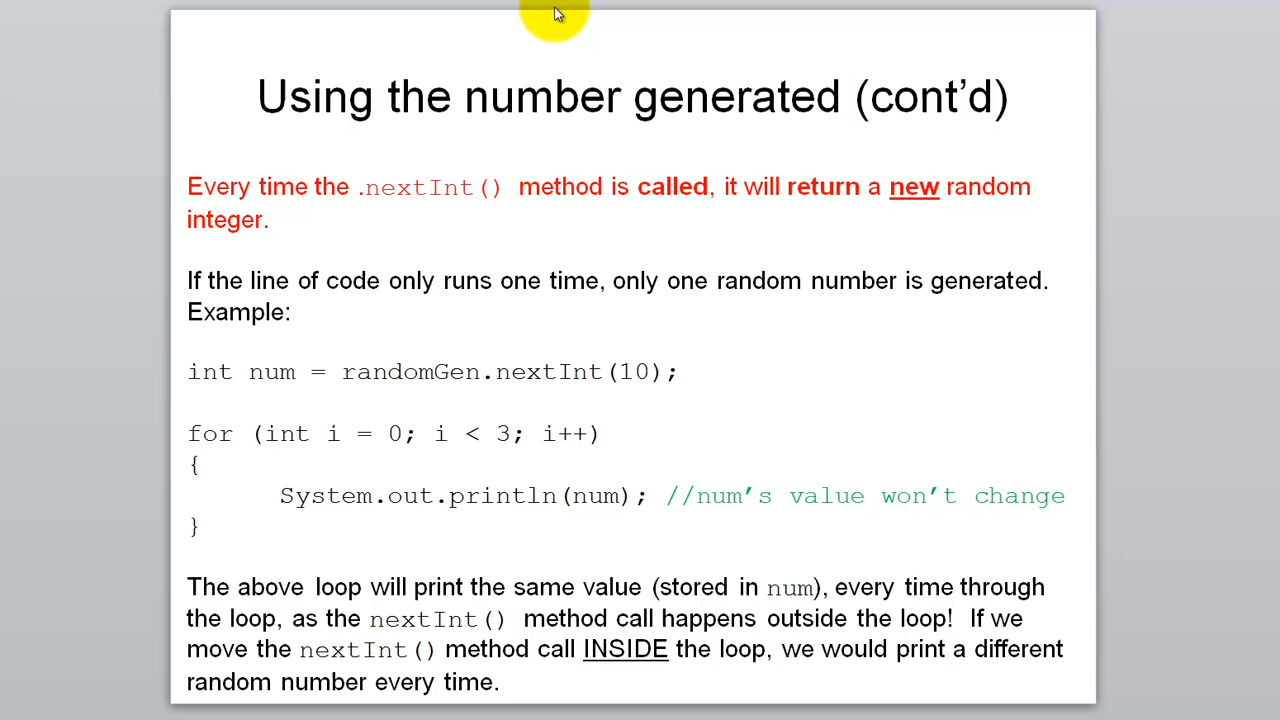 Using the number generated (cont’d)
Every time the .nextInt() method is called, it will return a new random
integer.
If the line of code only runs one time, only one random number is generated.
Example:
int num = randomGen.nextInt(10);
for (int i = 0; i < 3; i++)
{
System.out.println(num); //num’s value won’t change
}
The above loop will print the same value (stored in num), every time through
the loop, as the nextInt() method call happens outside the loop! If we
move the nextInt() method call INSIDE the loop, we would print a different
random number every time.